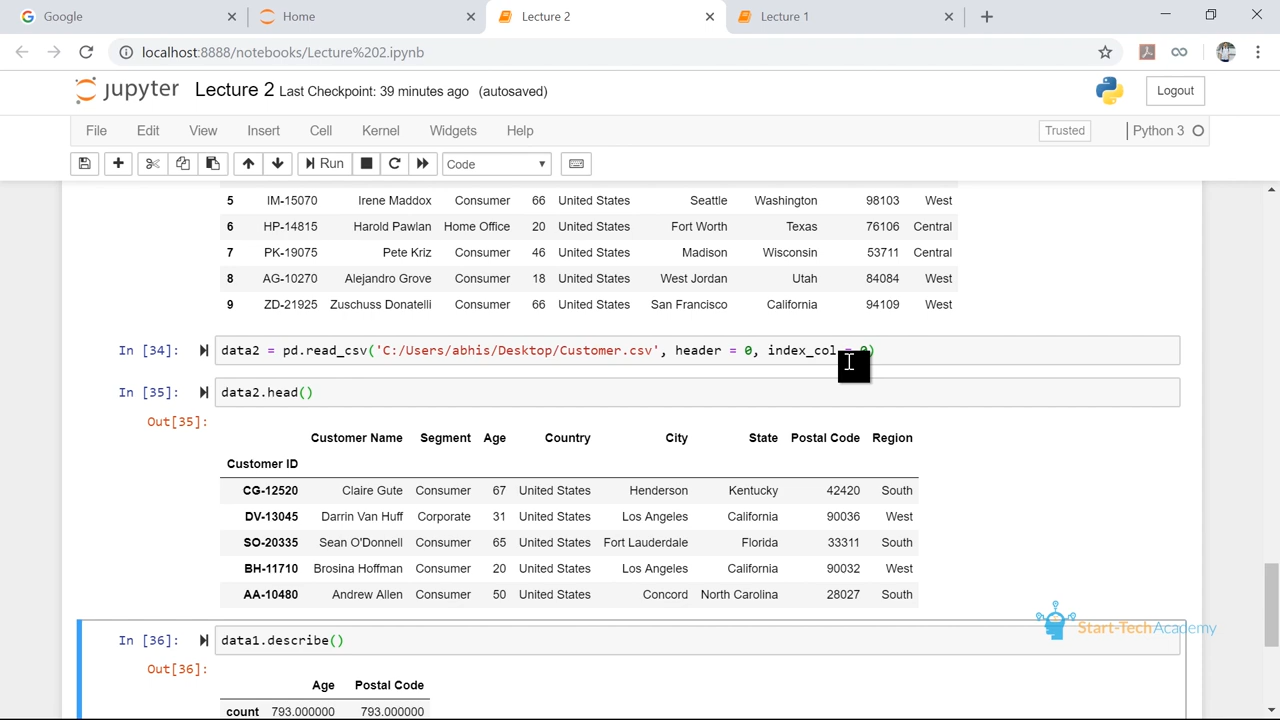 Google
Home
Lecture 2
Lecture 1
localhost:8888/notebooks/Lecture%202.ipynb
jupyter Lecture 2 Last Checkpoint: 39 minutes ago (autosaved)
Logout
File Edit View Insert Cell Kernel Widgets Help
Trusted
Python 3
Run
Code
5 IM-15070 Irene Maddox Consumer 66 United States Seattle Washington 98103 West
6 HP-14815 Harold Pawlan Home Office 20 United States Fort Worth Texas 76106 Central
7 PK-19075 Pete Kriz Consumer 46 United States Madison Wisconsin 53711 Central
8 AG-10270 Alejandro Grove Consumer 18 United States West Jordan Utah 84084 West
9 ZD-21925 Zuschuss Donatelli Consumer 66 United States San Francisco California 94109 West
In [34]: data2 = pd.read_csv('C:/Users/abhis/Desktop/Customer.csv', header = 0, index_col = 0)
In [35]: data2.head()
Out[35]:
Customer Name Segment Age Country City State Postal Code Region
Customer ID
CG-12520 Claire Gute Consumer 67 United States Henderson Kentucky 42420 South
DV-13045 Darrin Van Huff Corporate 31 United States Los Angeles California 90036 West
SO-20335 Sean O'Donnell Consumer 65 United States Fort Lauderdale Florida 33311 South
BH-11710 Brosina Hoffman Consumer 20 United States Los Angeles California 90032 West
AA-10480 Andrew Allen Consumer 50 United States Concord North Carolina 28027 South
Start-TechAcademy
In [36]: data1.describe()
Out[36]:
Age Postal Code
count 793.000000 793.000000